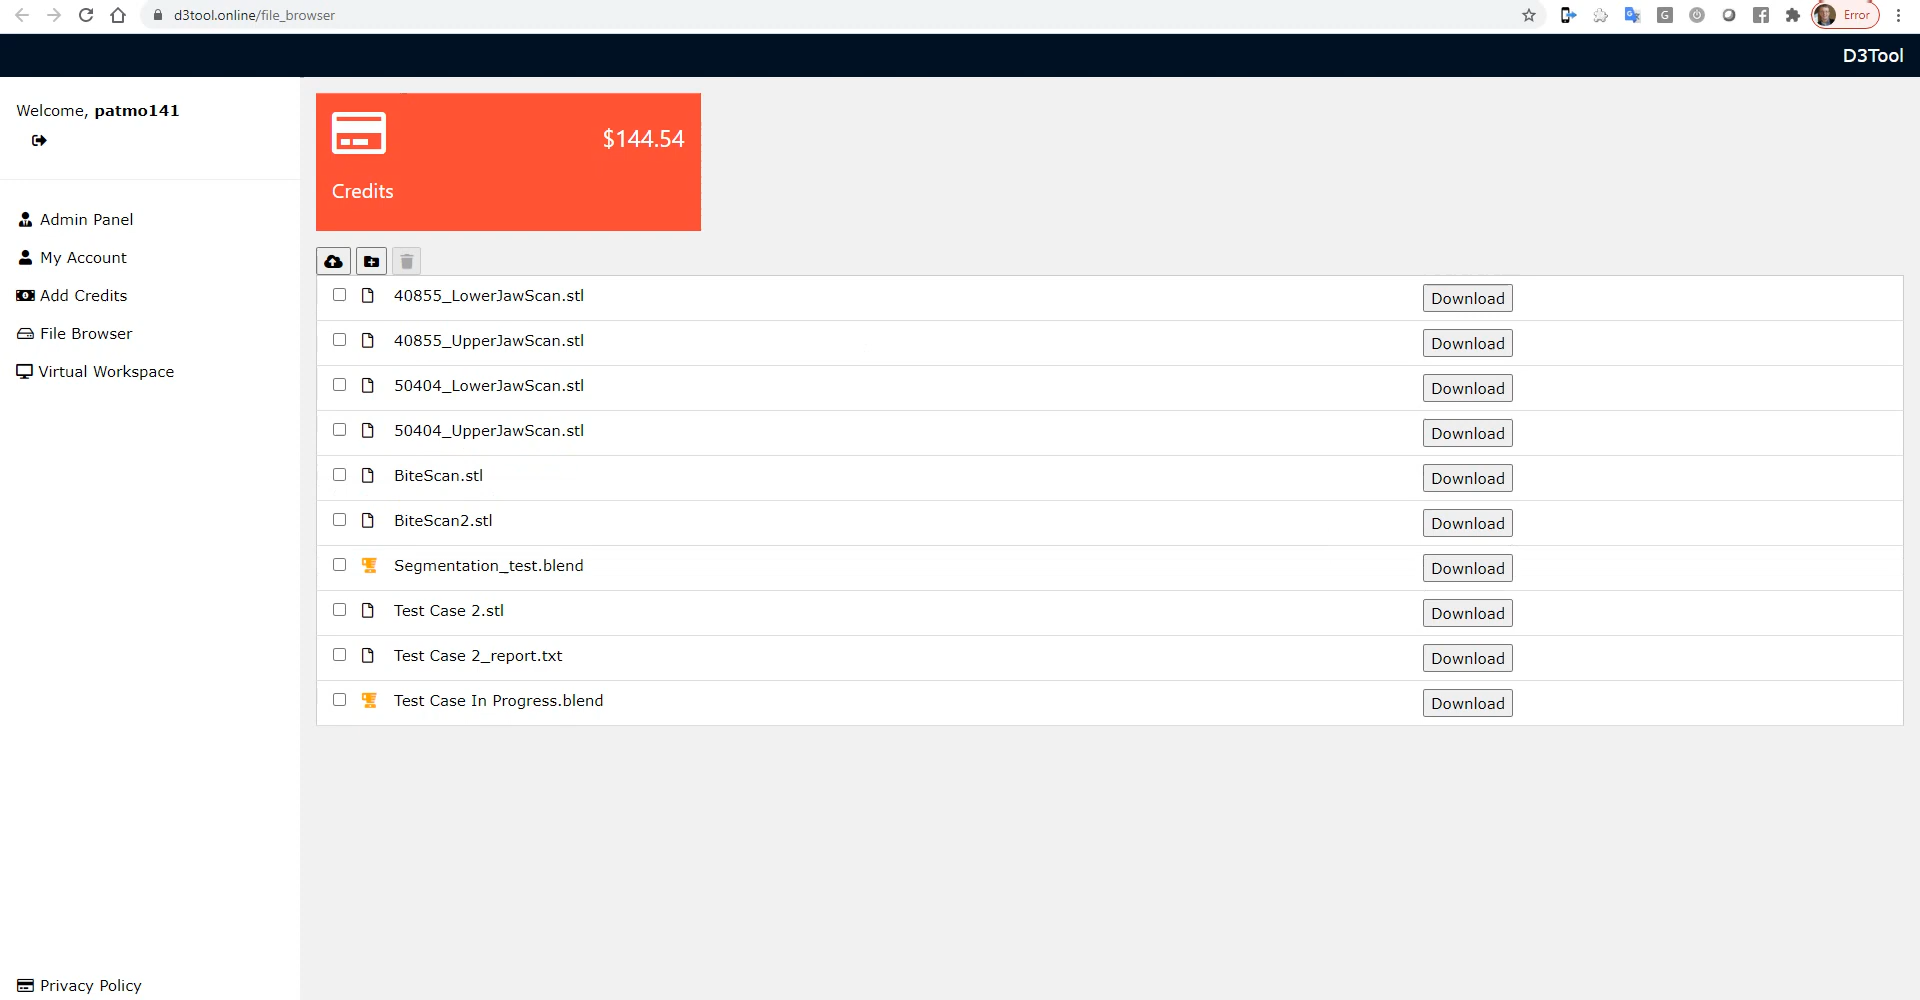 d3tool.online/file_browser
G
Error
D3Tool
Welcome, patmo141
$144.54
Credits
Admin Panel
My Account
Add Credits
File Browser
Virtual Workspace
40855_LowerJawScan.stl Download
40855_UpperJawScan.stl Download
50404_LowerJawScan.stl Download
50404_UpperJawScan.stl Download
BiteScan.stl Download
BiteScan2.stl Download
Segmentation_test.blend Download
Test Case 2.stl Download
Test Case 2_report.txt Download
Test Case In Progress.blend Download
Privacy Policy